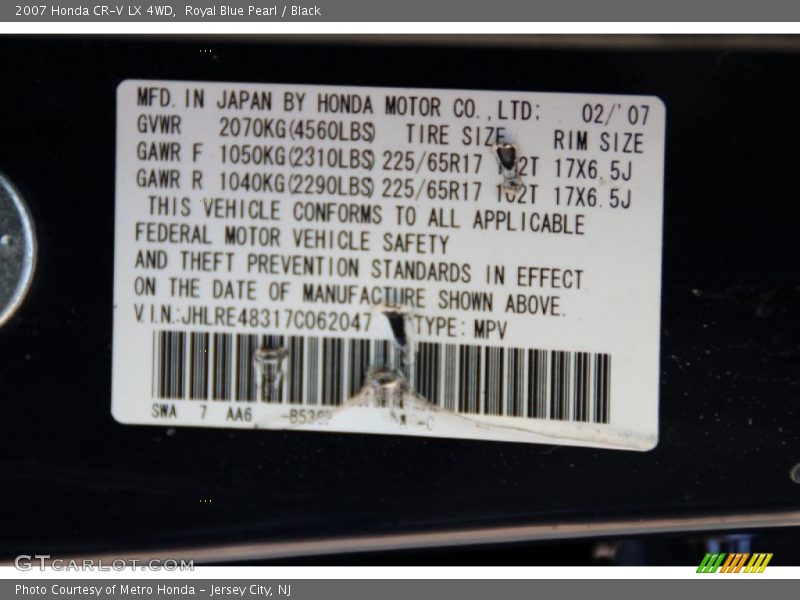 2007 Honda CR-V LX 4WD, Royal Blue Pearl / Black
MFD. IN JAPAN BY HONDA MOTOR CO.,LTD; 02/'07
GVWR 2070KG(4560LBS) TIRE SIZE RIM SIZE
GAWR F 1050KG(2310LBS) 225/65R17 17X6.5J
GAWR R 1040KG(2290LBS) 225/65R17 102T 17X6.5J
THIS VEHICLE CONFORMS TO ALL APPLICABLE
FEDERAL MOTOR VEHICLE SAFETY
AND THEFT PREVENTION STANDARDS IN EFFECT
ON THE DATE OF MANUFACTURE SHOWN ABOVE.
V.I.N.:JHLRE48317C062047 TYPE: MPV
SWA 7 AA6
GTCARLOT.COM
Photo Courtesy of Metro Honda - Jersey City, NJ